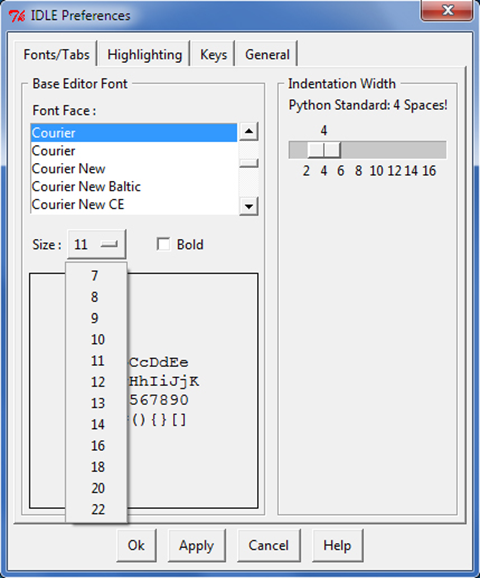 IDLE Preferences
Fonts/Tabs Highlighting Keys General
Base Editor Font
Font Face :
Courier
Courier
Courier New
Courier New Baltic
Courier New CE
Size : 11 Bold
7
8
9
10
11
12
13
14
16
18
20
22
CcDdEe
HhIiJjK
567890
(){}[]
Indentation Width
Python Standard: 4 Spaces!
4
2 4 6 8 10 12 14 16
Ok Apply Cancel Help